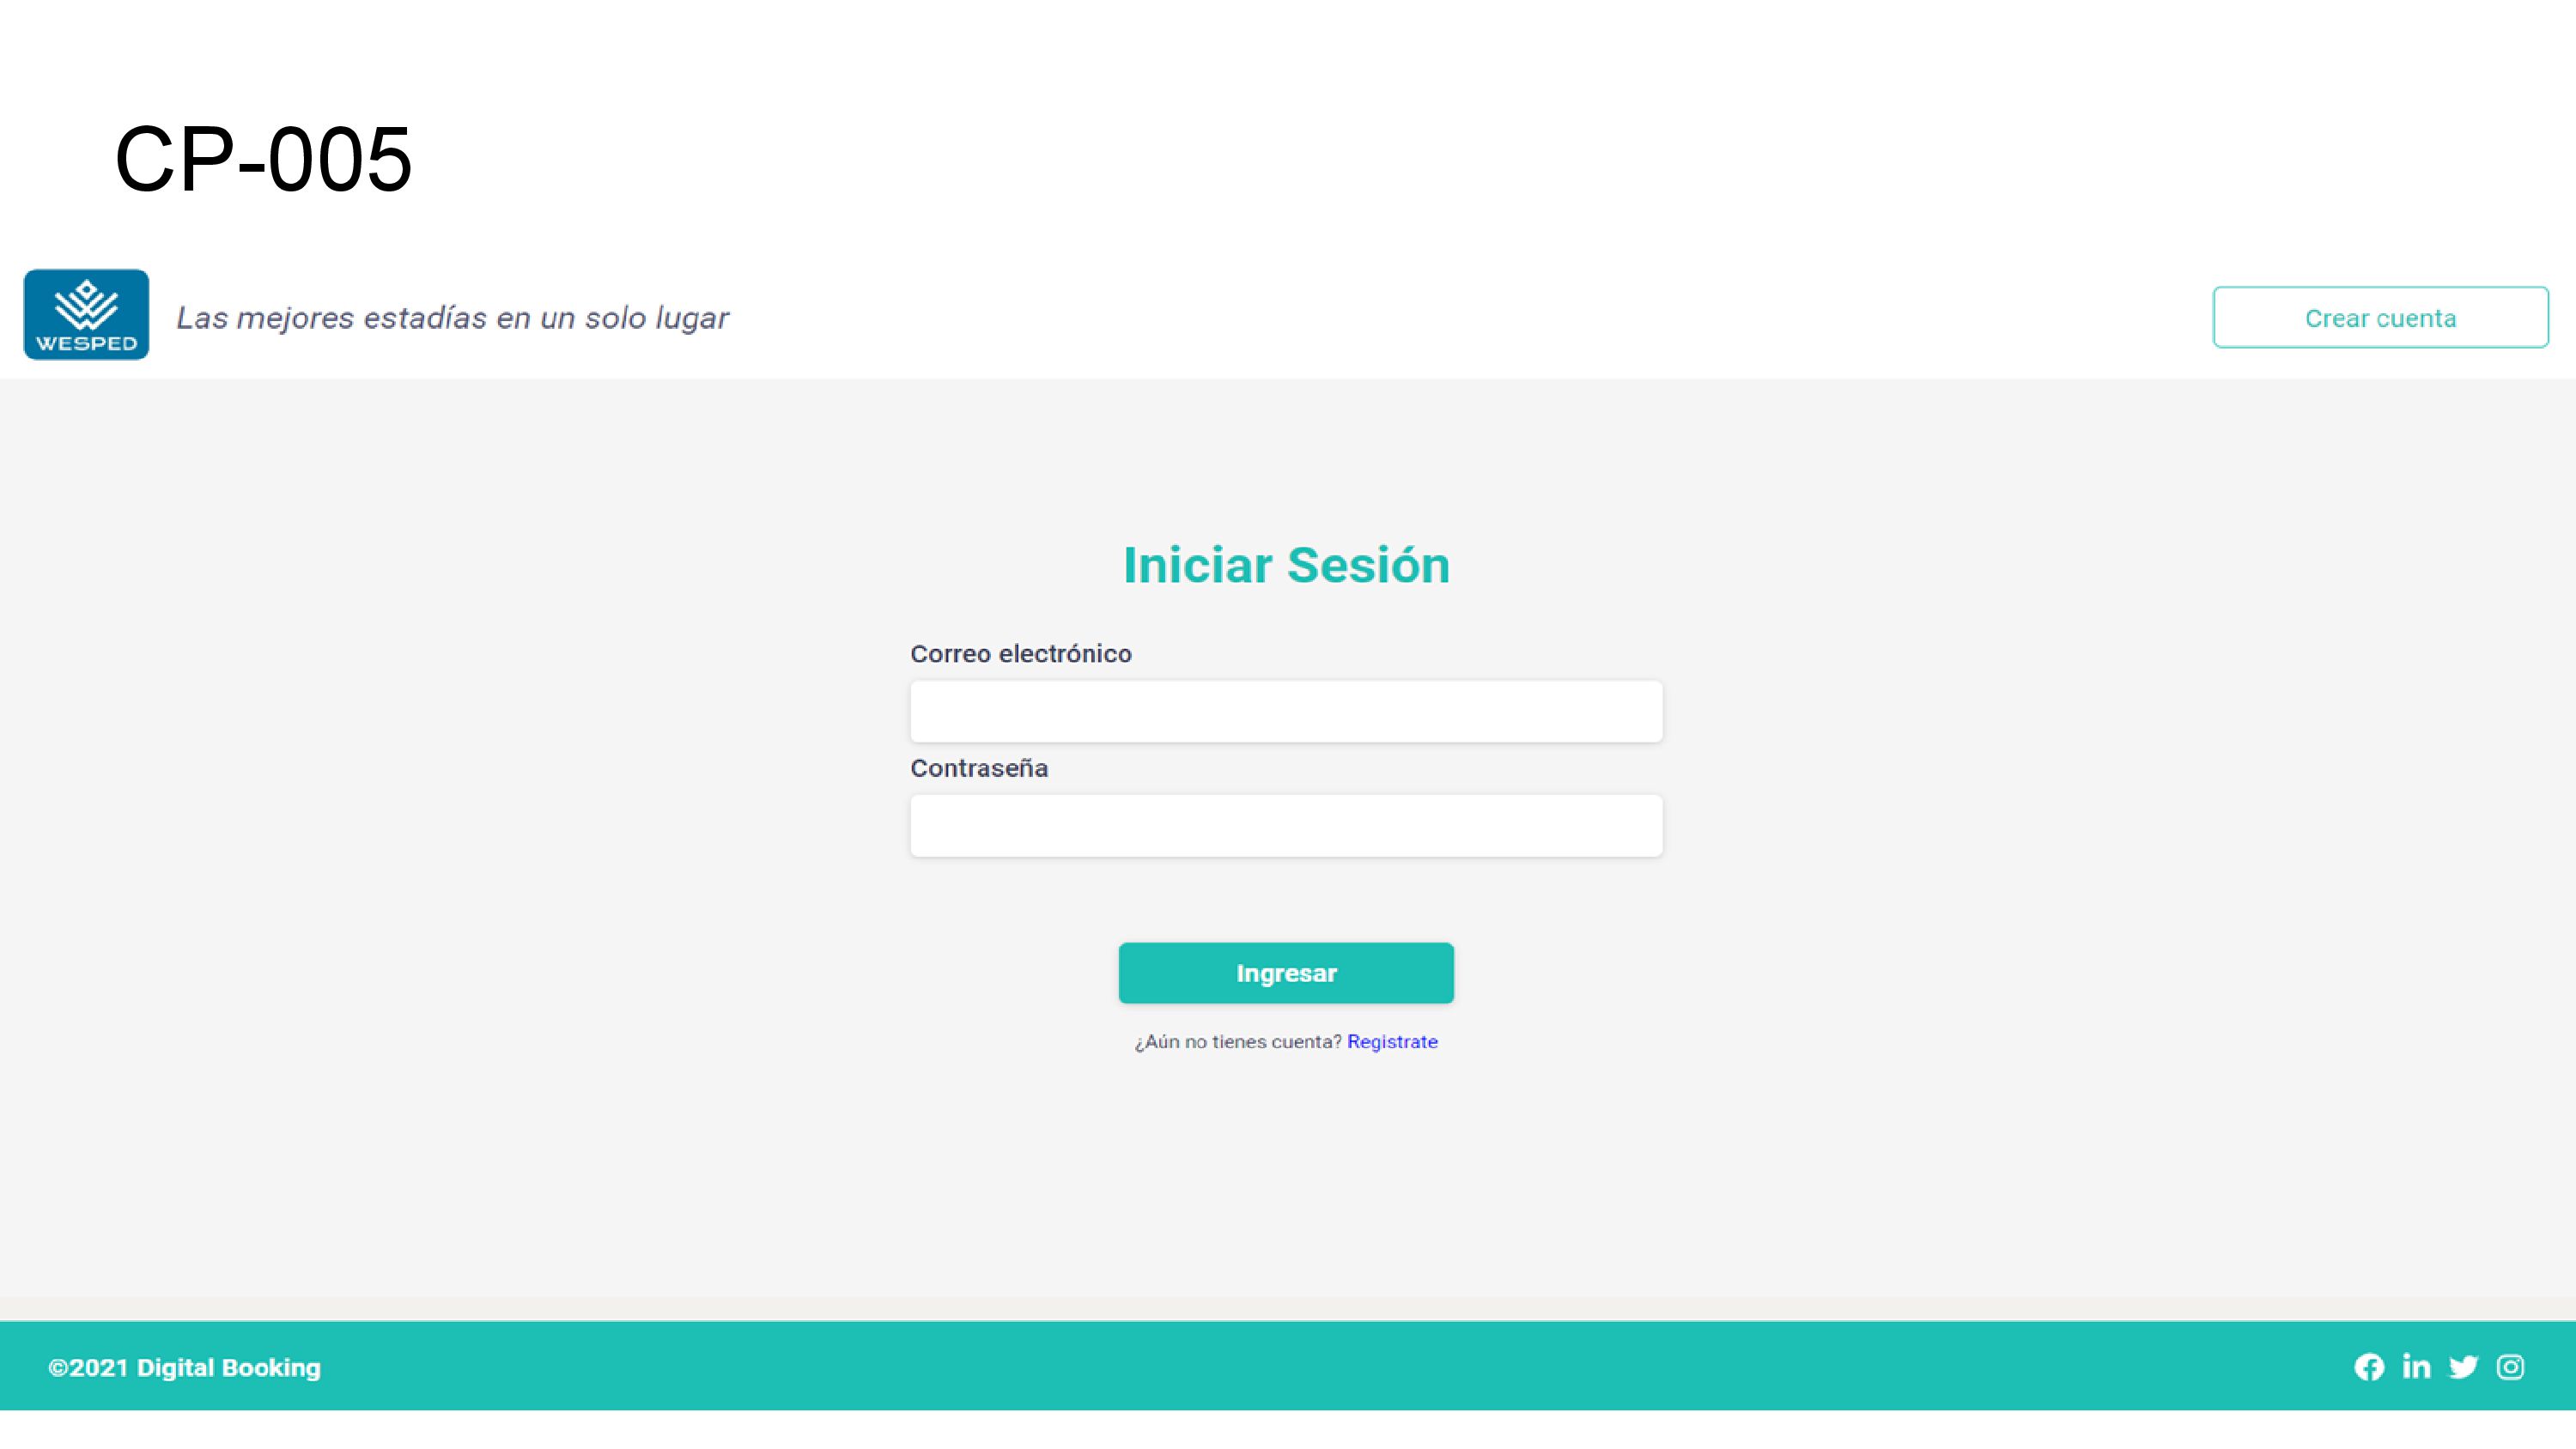 CP-005
WESPED
Las mejores estadías en un solo lugar
Crear cuenta
Iniciar Sesión
Correo electrónico
Contraseña
Ingresar
¿Aún no tienes cuenta? Registrate
©2021 Digital Booking